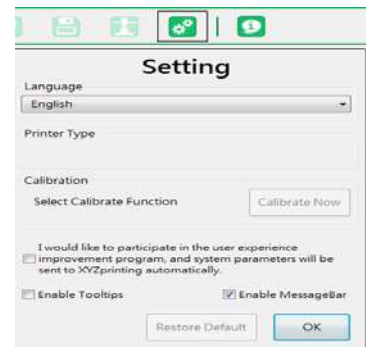 Setting
Language
English
Printer Type
Calibration
Select Calibrate Function Calibrate Now
I would like to participate in the user experience
improvement program, and system parameters will be
sent to XYZprinting automatically.
Enable Tooltips Enable MessageBar
Restore Default OK